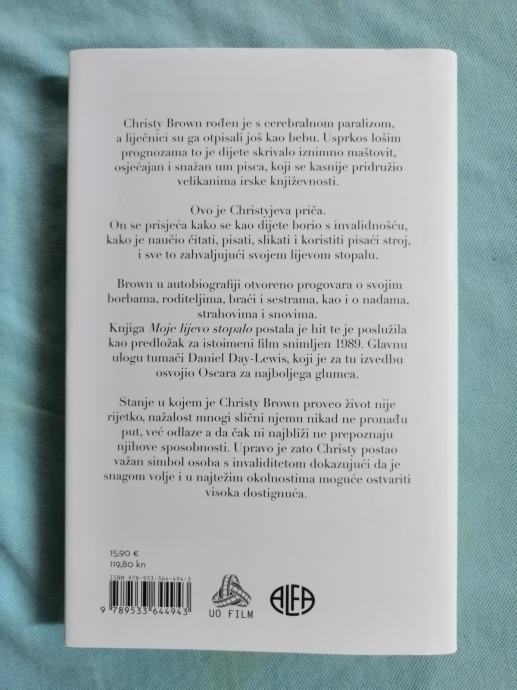 Christy Brown rođen je s cerebralnom paralizom,
a liječnici su ga otpisali još kao bebu. Usprkos lošim
prognozama to je dijete skrivalo iznimno maštovit,
osjećajan i snažan um pisca, koji se kasnije pridružio
velikanima irske književnosti.
Ovo je Christyjeva priča.
On se prisjeća kako se kao dijete borio s invalidnošću,
kako je naučio čitati, pisati, slikati i koristiti pisaći stroj,
i sve to zahvaljujući svojem lijevom stopalu.
Brown u autobiografiji otvoreno progovara o svojim
borbama, roditeljima, braći i sestrama, kao i o nadama,
strahovima i snovima.
Knjiga Moje lijevo stopalo postala je hit te je poslužila
kao predložak za istoimeni film snimljen 1989. Glavnu
ulogu tumači Daniel Day-Lewis, koji je za tu izvedbu
osvojio Oscara za najboljega glumca.
Stanje u kojem je Christy Brown proveo život nije
rijetko, nažalost mnogi slični njemu nikad ne pronađu
put, već odlaze a da čak ni najbliži ne prepoznaju
njihove sposobnosti. Upravo je zato Christy postao
važan simbol osoba s invaliditetom dokazujući da je
snagom volje i u najtežim okolnostima moguće ostvariti
visoka dostignuća.
15,90 €
119,80 kn
ISBN 978-953-364-494-3
9 789533 644943
UO FILM
ALFA